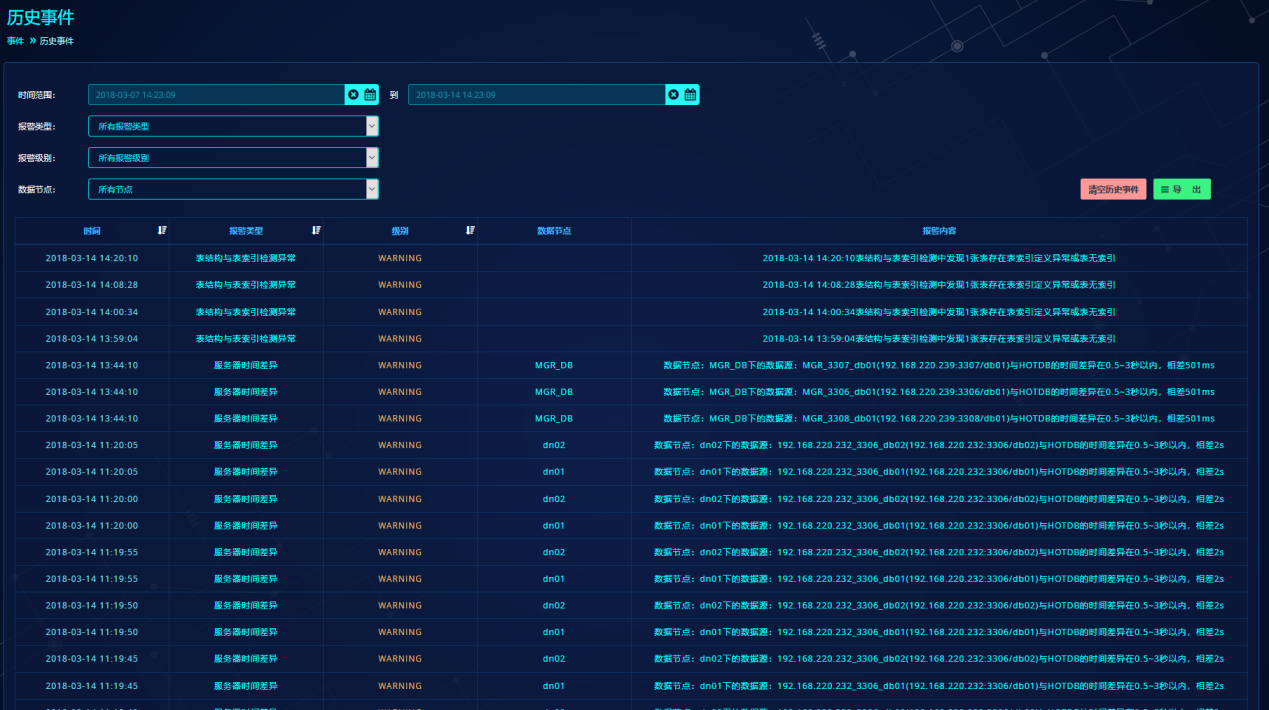 历史事件
事件 » 历史事件
时间范围： 2018-03-07 14:23:09 到 2018-03-14 14:23:09
报警类型： 所有报警类型
报警级别： 所有报警级别
数据节点： 所有节点 清空历史事件 导 出
时间 报警类型 级别 数据节点 报警内容
2018-03-14 14:20:10 表结构与表索引检测异常 WARNING 2018-03-14 14:20:10表结构与表索引检测中发现1张表存在表索引定义异常或表无索引
2018-03-14 14:08:28 表结构与表索引检测异常 WARNING 2018-03-14 14:08:28表结构与表索引检测中发现1张表存在表索引定义异常或表无索引
2018-03-14 14:00:34 表结构与表索引检测异常 WARNING 2018-03-14 14:00:34表结构与表索引检测中发现1张表存在表索引定义异常或表无索引
2018-03-14 13:59:04 表结构与表索引检测异常 WARNING 2018-03-14 13:59:04表结构与表索引检测中发现1张表存在表索引定义异常或表无索引
2018-03-14 13:44:10 服务器时间差异 WARNING MGR_DB 数据节点：MGR_DB下的数据源：MGR_3307_db01(192.168.220.239:3307/db01)与HOTDB的时间差异在0.5~3秒以内，相差501ms
2018-03-14 13:44:10 服务器时间差异 WARNING MGR_DB 数据节点：MGR_DB下的数据源：MGR_3306_db01(192.168.220.239:3306/db01)与HOTDB的时间差异在0.5~3秒以内，相差501ms
2018-03-14 13:44:10 服务器时间差异 WARNING MGR_DB 数据节点：MGR_DB下的数据源：MGR_3308_db01(192.168.220.239:3308/db01)与HOTDB的时间差异在0.5~3秒以内，相差501ms
2018-03-14 11:20:05 服务器时间差异 WARNING dn02 数据节点：dn02下的数据源：192.168.220.232_3306_db02(192.168.220.232:3306/db02)与HOTDB的时间差异在0.5~3秒以内，相差2s
2018-03-14 11:20:05 服务器时间差异 WARNING dn01 数据节点：dn01下的数据源：192.168.220.232_3306_db01(192.168.220.232:3306/db01)与HOTDB的时间差异在0.5~3秒以内，相差2s
2018-03-14 11:20:00 服务器时间差异 WARNING dn02 数据节点：dn02下的数据源：192.168.220.232_3306_db02(192.168.220.232:3306/db02)与HOTDB的时间差异在0.5~3秒以内，相差2s
2018-03-14 11:20:00 服务器时间差异 WARNING dn01 数据节点：dn01下的数据源：192.168.220.232_3306_db01(192.168.220.232:3306/db01)与HOTDB的时间差异在0.5~3秒以内，相差2s
2018-03-14 11:19:55 服务器时间差异 WARNING dn02 数据节点：dn02下的数据源：192.168.220.232_3306_db02(192.168.220.232:3306/db02)与HOTDB的时间差异在0.5~3秒以内，相差2s
2018-03-14 11:19:55 服务器时间差异 WARNING dn01 数据节点：dn01下的数据源：192.168.220.232_3306_db01(192.168.220.232:3306/db01)与HOTDB的时间差异在0.5~3秒以内，相差2s
2018-03-14 11:19:50 服务器时间差异 WARNING dn02 数据节点：dn02下的数据源：192.168.220.232_3306_db02(192.168.220.232:3306/db02)与HOTDB的时间差异在0.5~3秒以内，相差2s
2018-03-14 11:19:50 服务器时间差异 WARNING dn01 数据节点：dn01下的数据源：192.168.220.232_3306_db01(192.168.220.232:3306/db01)与HOTDB的时间差异在0.5~3秒以内，相差2s
2018-03-14 11:19:45 服务器时间差异 WARNING dn02 数据节点：dn02下的数据源：192.168.220.232_3306_db02(192.168.220.232:3306/db02)与HOTDB的时间差异在0.5~3秒以内，相差2s
2018-03-14 11:19:45 服务器时间差异 WARNING dn01 数据节点：dn01下的数据源：192.168.220.232_3306_db01(192.168.220.232:3306/db01)与HOTDB的时间差异在0.5~3秒以内，相差2s